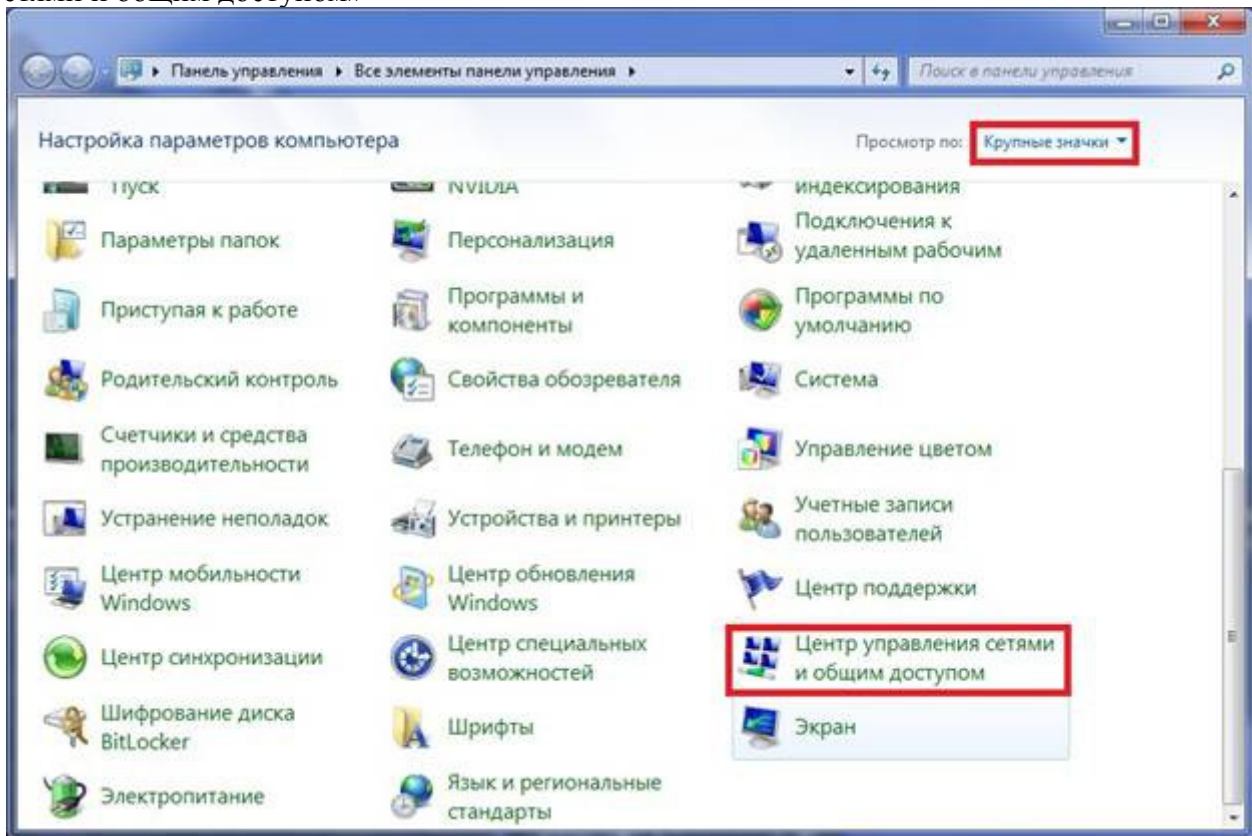 и общим доступом
Панель управления ▸ Все элементы панели управления ▸
Поиск в панели управления
Настройка параметров компьютера
Просмотр по: Крупные значки
Пуск
NVIDIA
индексирования
Параметры папок
Персонализация
Подключения к
удаленным рабочим
Приступая к работе
Программы и
компоненты
Программы по
умолчанию
Родительский контроль
Свойства обозревателя
Система
Счетчики и средства
производительности
Телефон и модем
Управление цветом
Устранение неполадок
Устройства и принтеры
Учетные записи
пользователей
Центр мобильности
Windows
Центр обновления
Windows
Центр поддержки
Центр синхронизации
Центр специальных
возможностей
Центр управления сетями
и общим доступом
Шифрование диска
BitLocker
Шрифты
Экран
Электропитание
Язык и региональные
стандарты